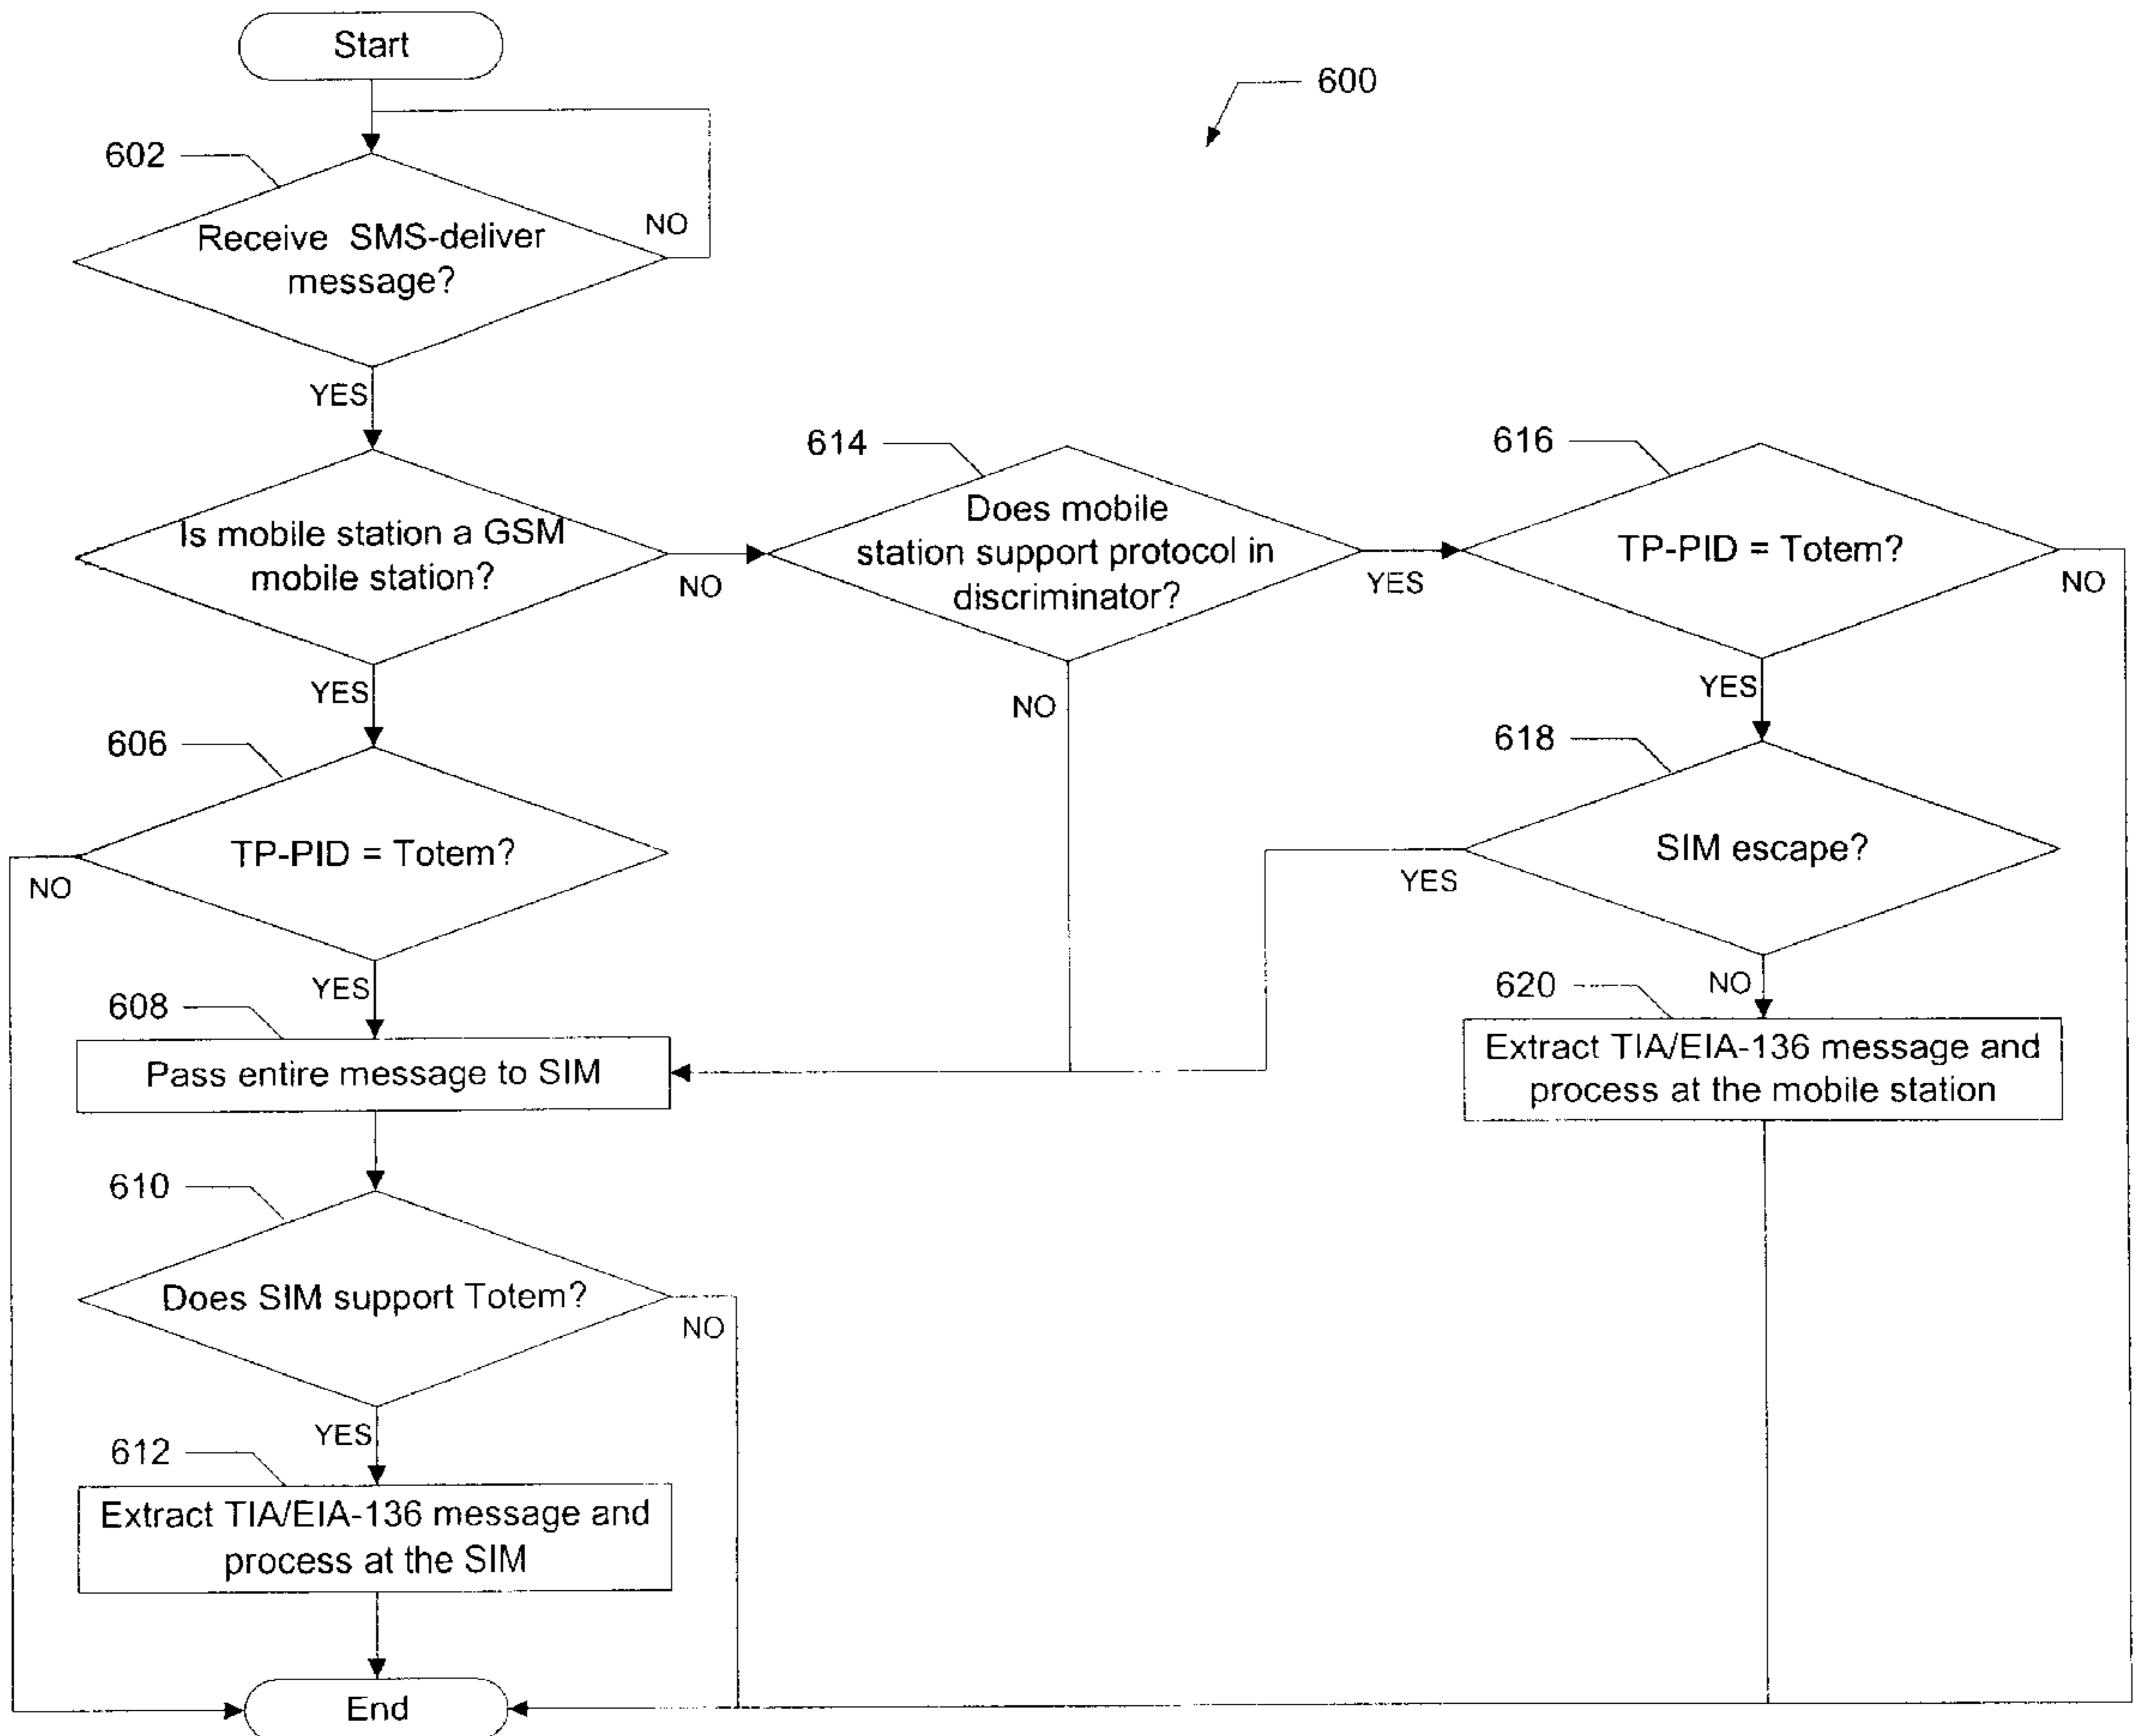 Start
600
602
Receive SMS-deliver
message?
NO
YES
Is mobile station a GSM
mobile station?
NO
YES
614
Does mobile
station support protocol in
discriminator?
YES
NO
616
TP-PID = Totem?
NO
YES
606
TP-PID = Totem?
NO
YES
618
SIM escape?
YES
NO
608
Pass entire message to SIM
620
Extract TIA/EIA-136 message and
process at the mobile station
610
Does SIM support Totem?
NO
YES
612
Extract TIA/EIA-136 message and
process at the SIM
End